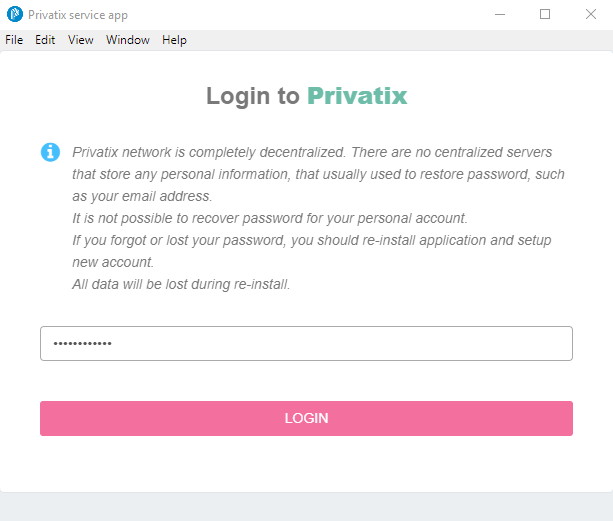 Privatix service app
File Edit View Window Help
Login to Privatix
Privatix network is completely decentralized. There are no centralized servers
that store any personal information, that usually used to restore password, such
as your email address.
It is not possible to recover password for your personal account.
If you forgot or lost your password, you should re-install application and setup
new account.
All data will be lost during re-install.
••••••••••••
LOGIN